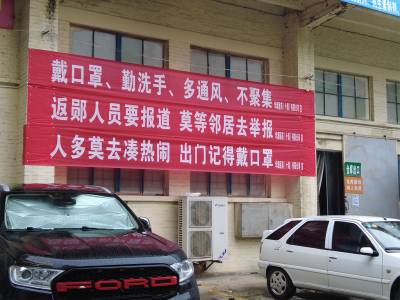 戴口罩、勤洗手、多通风、不聚集
返郧人员要报道 莫等邻居去举报
人多莫去凑热闹 出门记得戴口罩
FORD